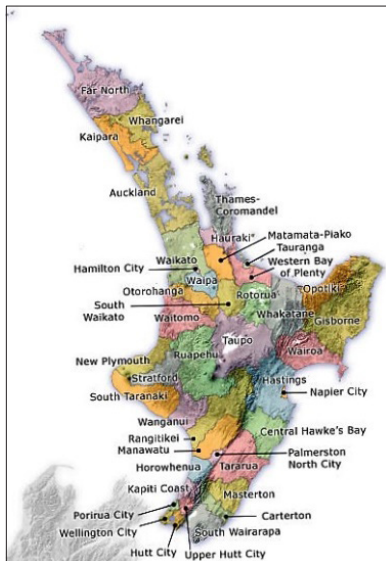 Far North
Whangarei
Kaipara
Auckland
Thames-
Coromandel
Hauraki*
Matamata-Piako
Tauranga
Western Bay
of Plenty
Waikato
Hamilton City
Waipa
Otorohanga
South
Waikato
Waitomo
Rotorua
Whakatane
Opotiki
Gisborne
Taupo
Wairoa
Ruapehu
New Plymouth
Stratford
South Taranaki
Hastings
Napier City
Wanganui
Rangitikei
Manawatu
Central Hawke's Bay
Palmerston
North City
Horowhenua
Tararua
Kapiti Coast
Masterton
Porirua City
Carterton
Wellington City
South Wairarapa
Hutt City
Upper Hutt City